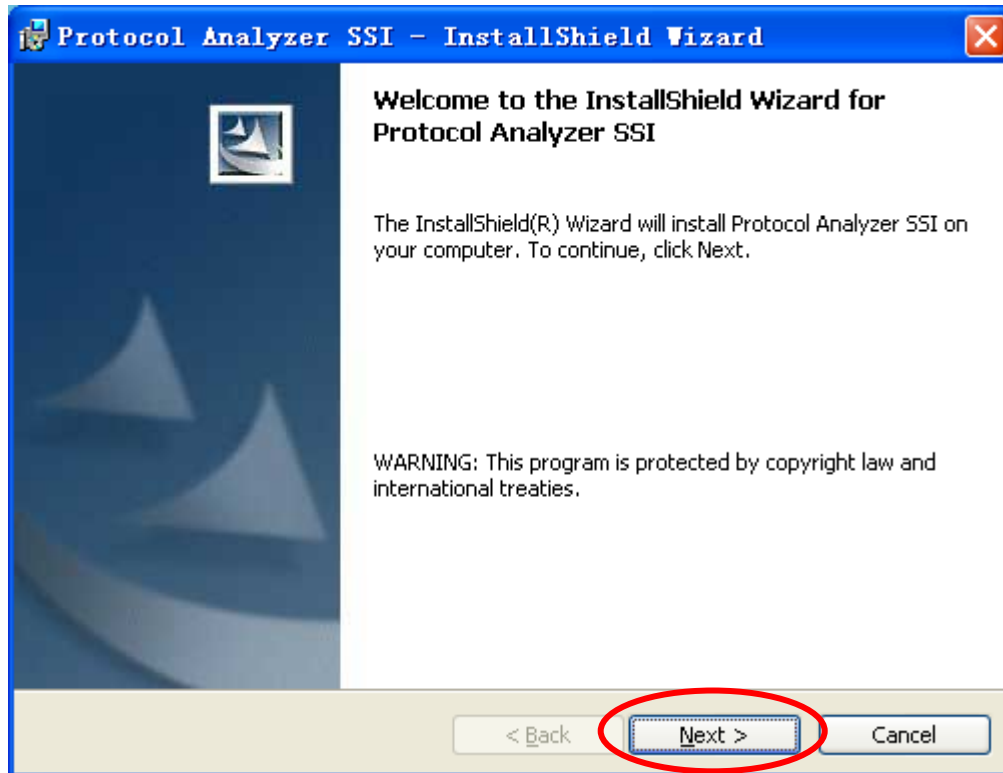 Protocol Analyzer SSI - InstallShield Wizard
Welcome to the InstallShield Wizard for
Protocol Analyzer SSI
The InstallShield(R) Wizard will install Protocol Analyzer SSI on
your computer. To continue, click Next.
WARNING: This program is protected by copyright law and
international treaties.
< Back
Next >
Cancel